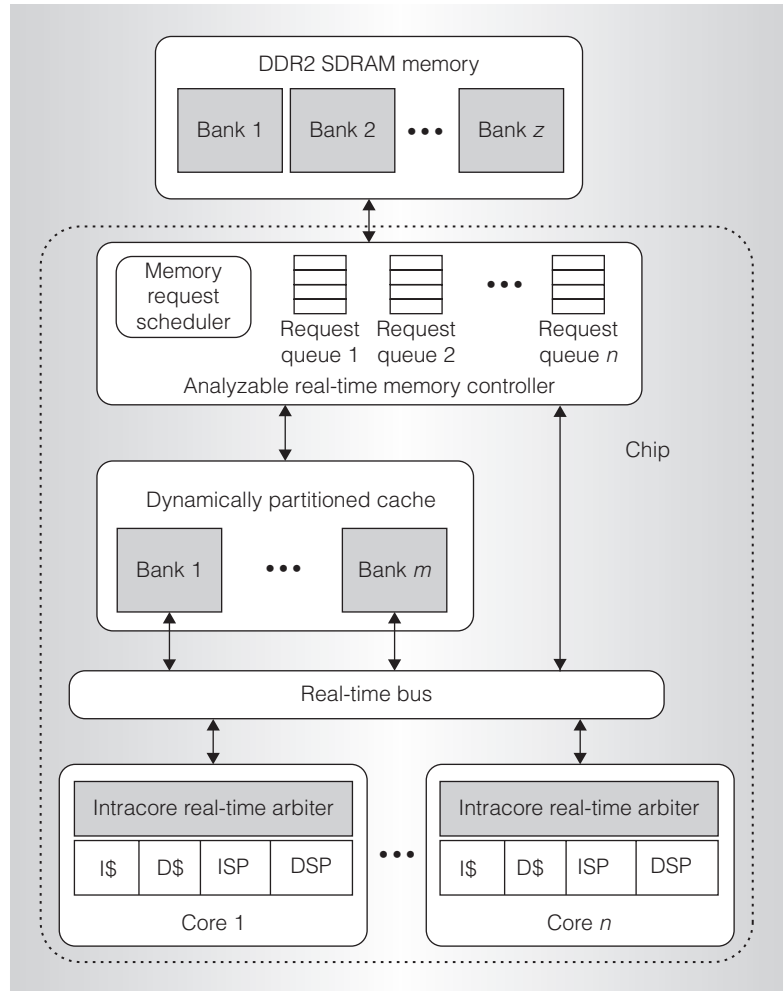 DDR2 SDRAM memory
Bank 1
Bank 2
Bank z
Memory
request
scheduler
Request
queue 1
Request
queue 2
Request
queue n
Analyzable real-time memory controller
Chip
Dynamically partitioned cache
Bank 1
Bank m
Real-time bus
Intracore real-time arbiter
I$ D$ ISP DSP
Core 1
Intracore real-time arbiter
I$ D$ ISP DSP
Core n